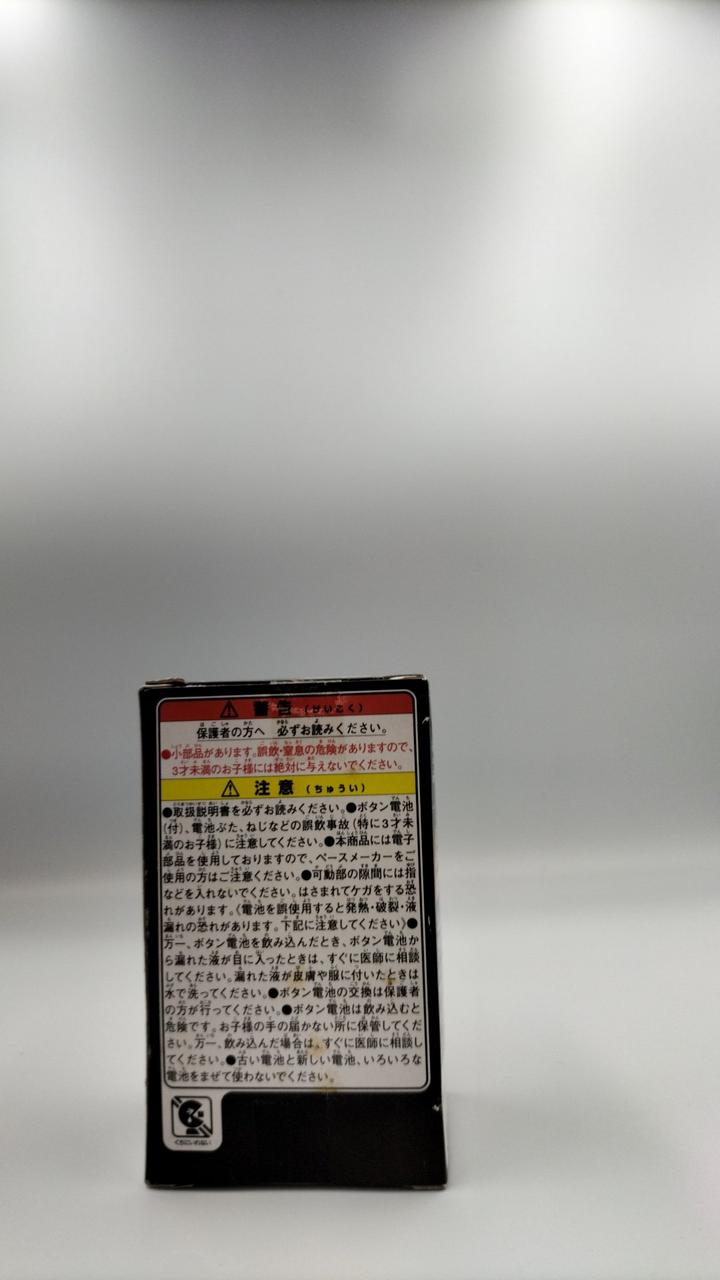 警告 (けいこく)
保護者の方へ 必ずお読みください。
●小部品があります。誤飲・窒息の危険がありますので、
3才未満のお子様には絶対に与えないでください。
注意 (ちゅうい)
●取扱説明書を必ずお読みください。●ボタン電池
(付)、電池ぶた、ねじなどの誤飲事故(特に3才未
満のお子様)に注意してください。●本商品には電子
部品を使用しておりますので、ペースメーカーをご
使用の方はご注意ください。●可動部の隙間には指
などを入れないでください。はさまれてケガをする恐
れがあります。《電池を誤使用すると発熱・破裂・液
漏れの恐れがあります。下記に注意してください》●
万一、ボタン電池を飲み込んだとき、ボタン電池か
ら漏れた液が目に入ったときは、すぐに医師に相談
してください。漏れた液が皮膚や服に付いたときは
水で洗ってください。●ボタン電池の交換は保護者
の方が行ってください。●ボタン電池は飲み込むと
危険です。お子様の手の届かない所に保管してくだ
さい。万一、飲み込んだ場合は、すぐに医師に相談し
てください。●古い電池と新しい電池、いろいろな
電池をまぜて使わないでください。
くちにいれない